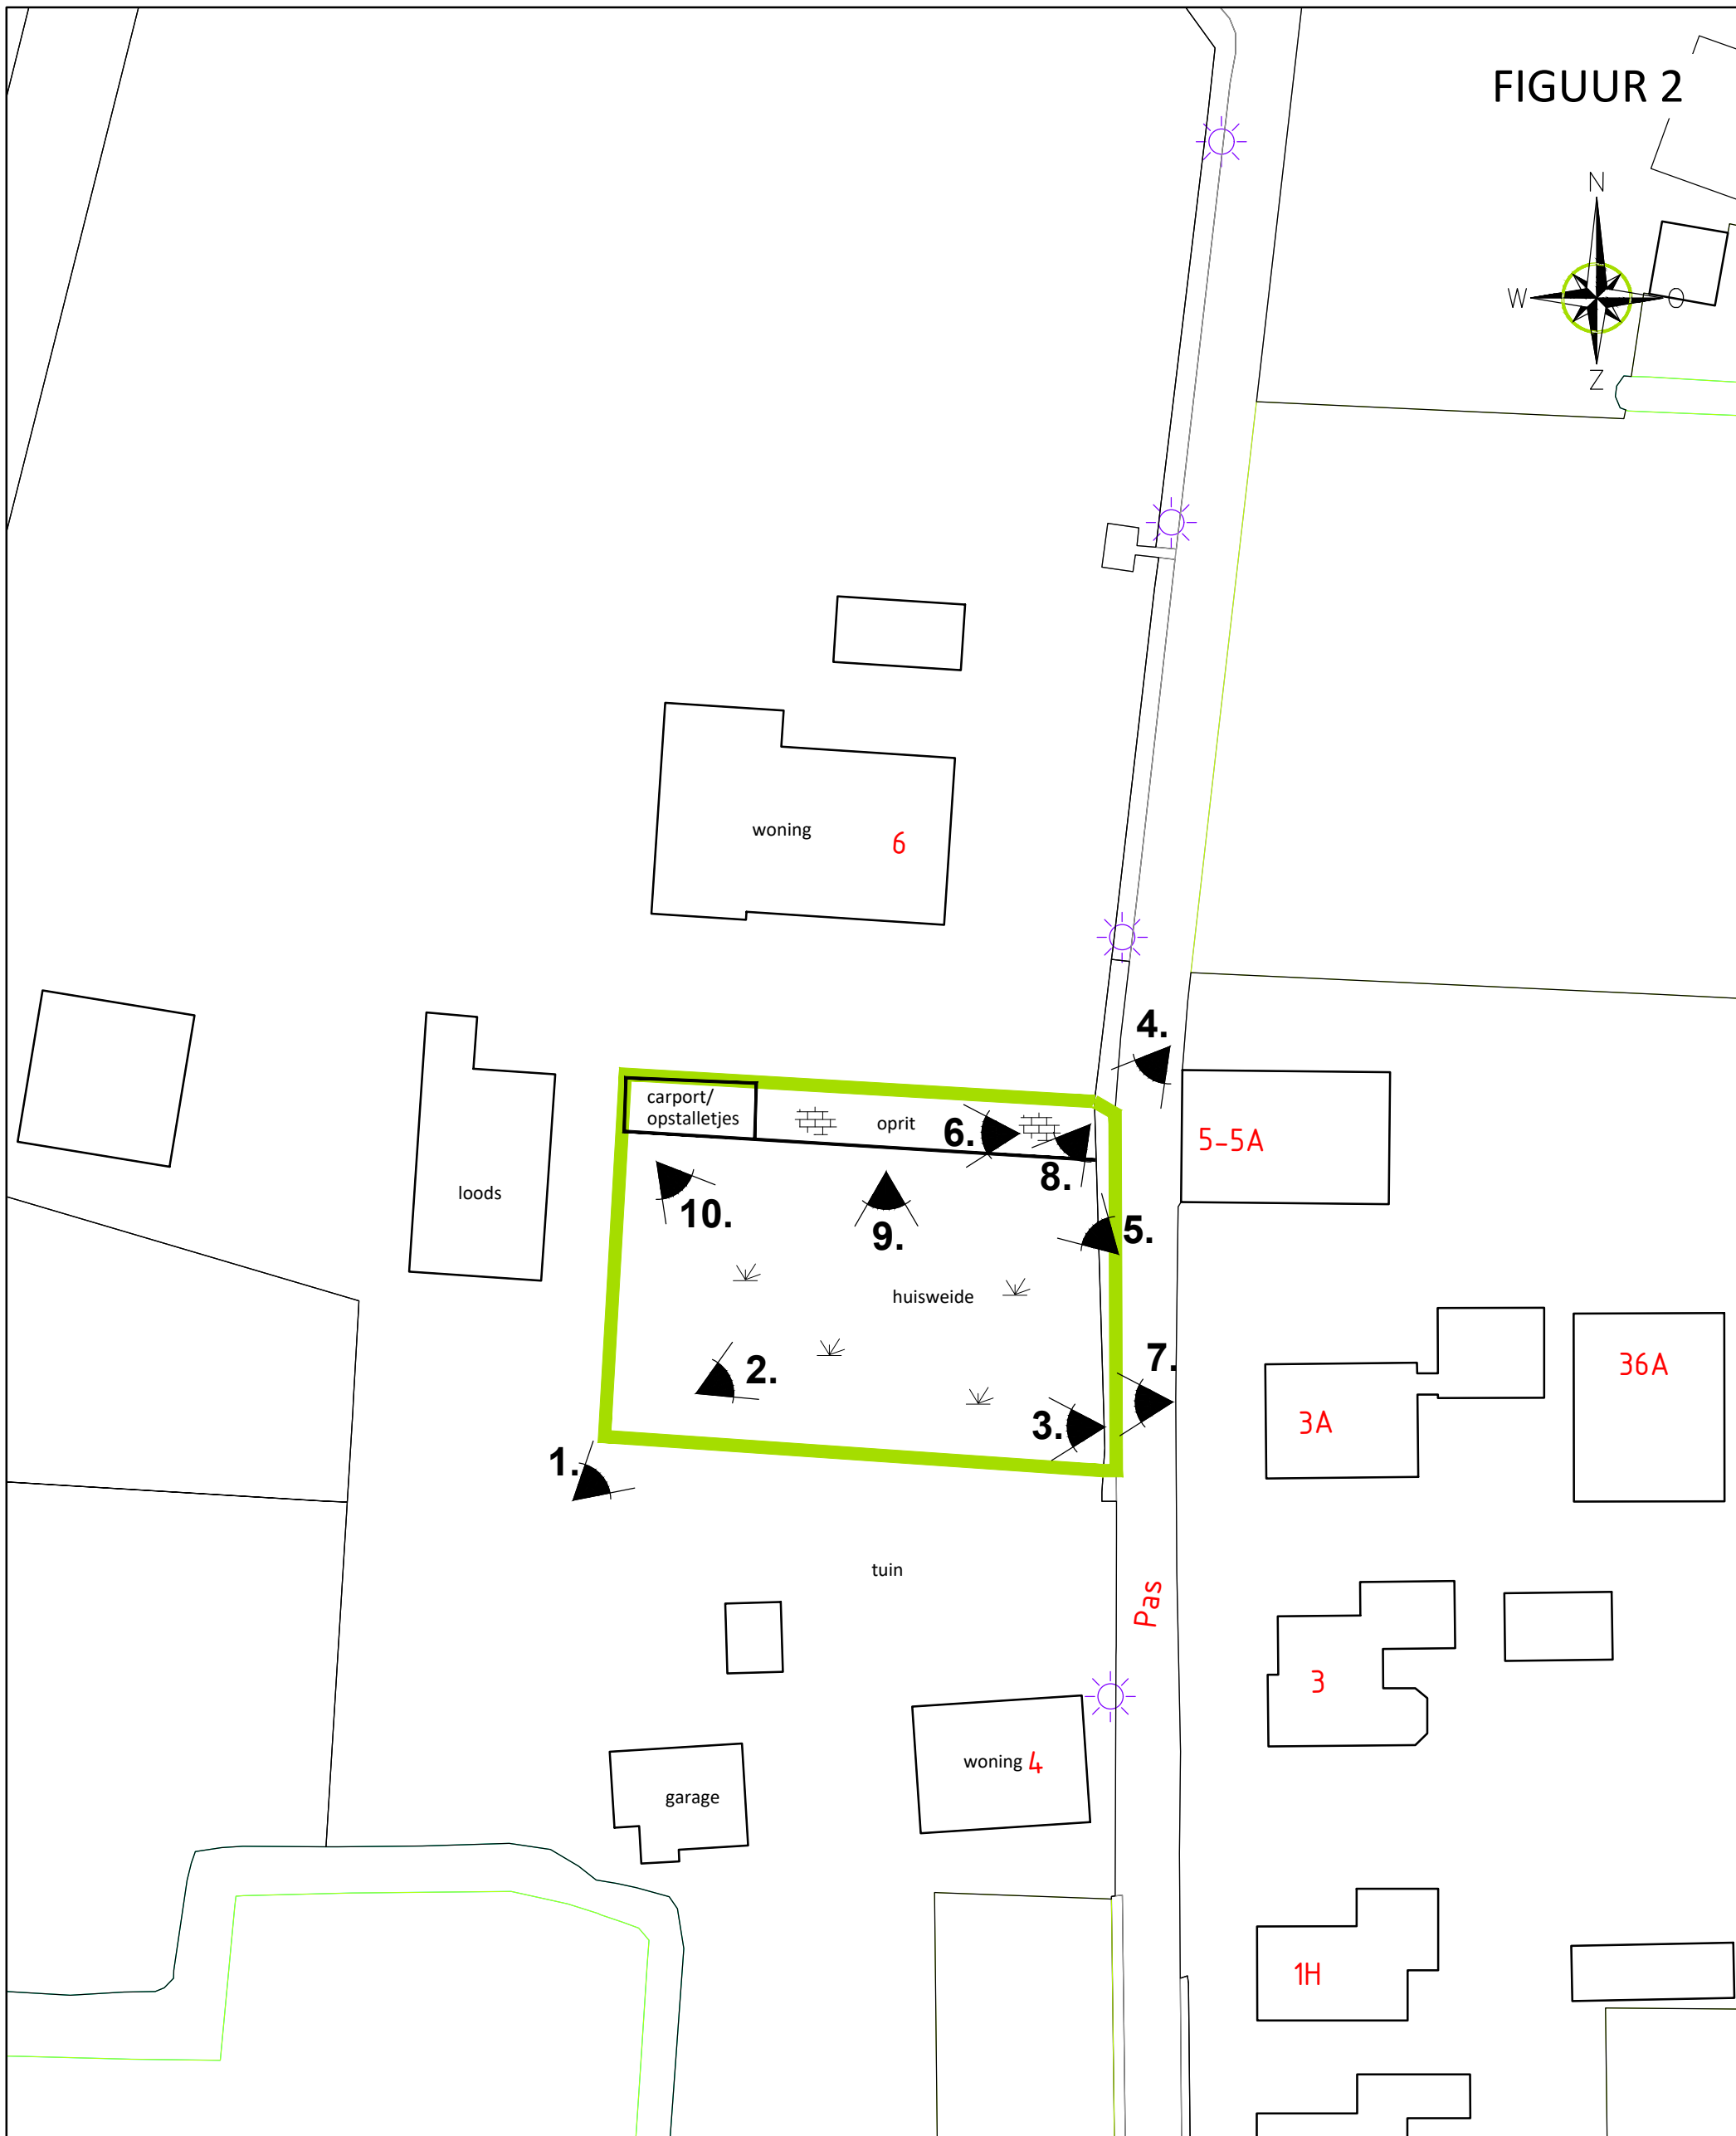 FIGUUR 2
N
W
O
Z
woning
6
4.
carport/
opstalletjes
oprit
6.
8.
5-5A
loods
10.
9.
5.
huisweide
7.
2.
36A
3.
3A
1.
tuin
Pas
3
woning 4
garage
1H